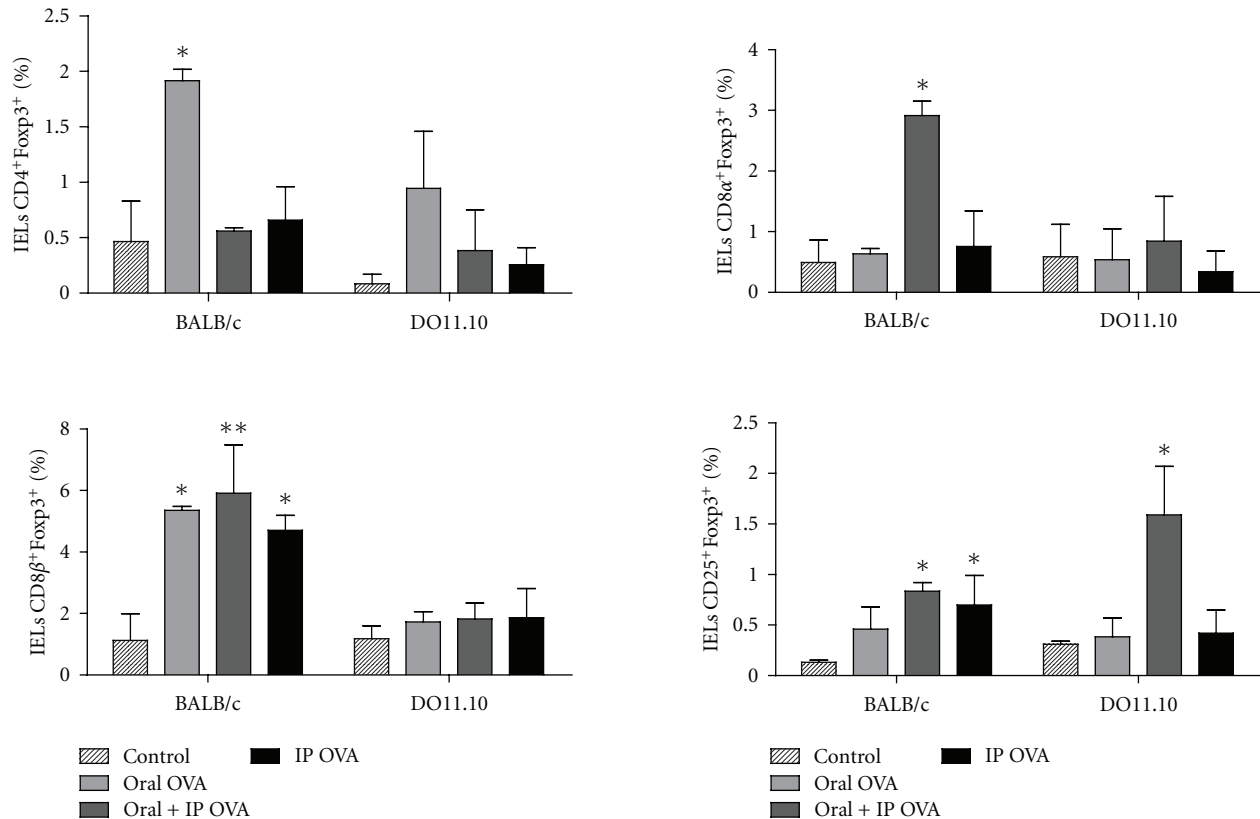 IELs CD4⁺Foxp3⁺ (%)
2.5
2
1.5
1
0.5
0
*
BALB/c
DO11.10
IELs CD8α⁺Foxp3⁺ (%)
4
3
2
1
0
*
BALB/c
DO11.10
IELs CD8β⁺Foxp3⁺ (%)
8
6
4
2
0
*
**
*
BALB/c
DO11.10
Control
IP OVA
Oral OVA
Oral + IP OVA
IELs CD25⁺Foxp3⁺ (%)
2.5
2
1.5
1
0.5
0
*
*
*
BALB/c
DO11.10
Control
IP OVA
Oral OVA
Oral + IP OVA